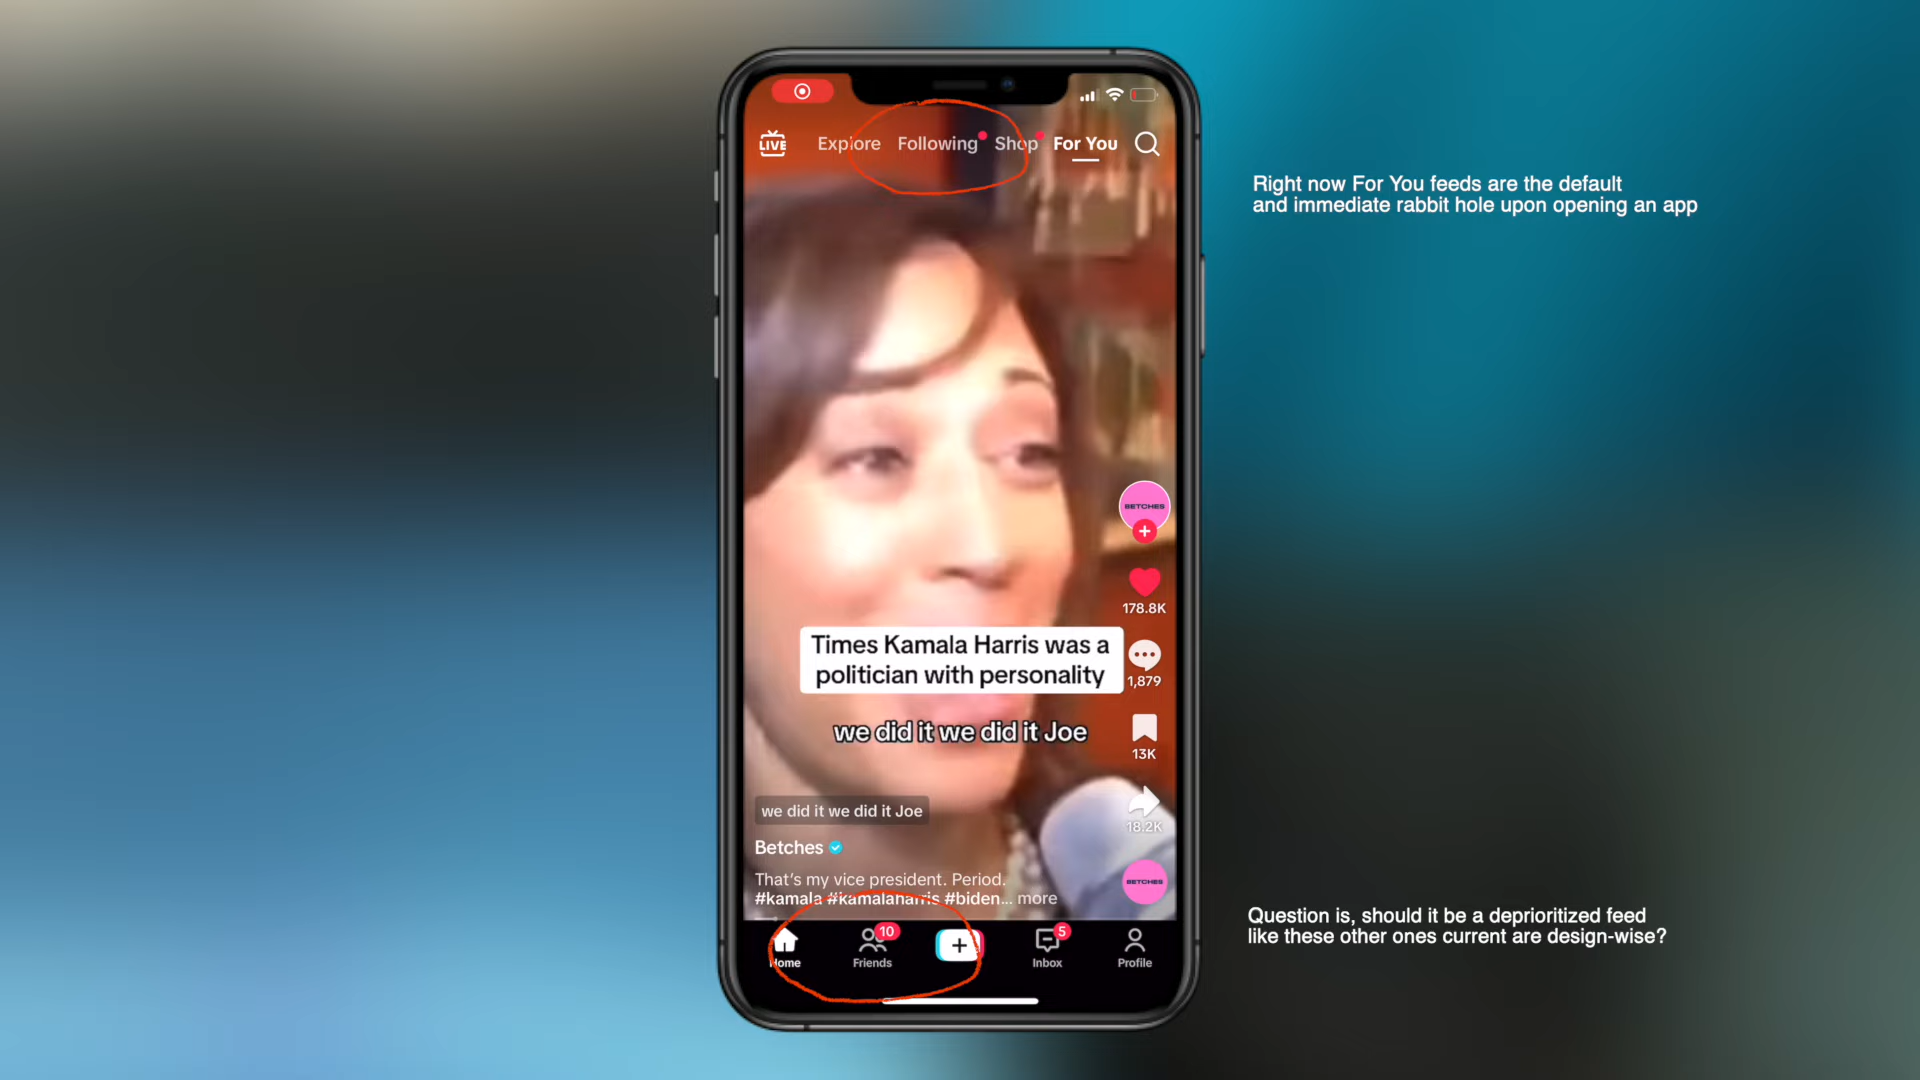 LIVE
Explore Following Shop For You
Right now For You feeds are the default
and immediate rabbit hole upon opening an app
BETCHES
178.8K
Times Kamala Harris was a
politician with personality
1,879
we did it we did it Joe
13K
we did it we did it Joe
18.2K
Betches
That's my vice president. Period.
#kamala #kamalaharris #biden... more
BETCHES
Question is, should it be a deprioritized feed
like these other ones current are design-wise?
10
5
Home Friends Inbox Profile